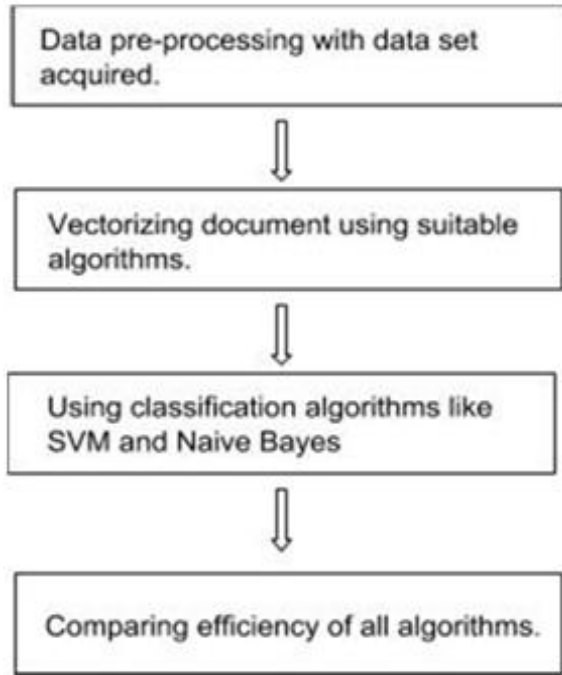 Data pre-processing with data set
acquired.
Vectorizing document using suitable
algorithms.
Using classification algorithms like
SVM and Naive Bayes
Comparing efficiency of all algorithms.